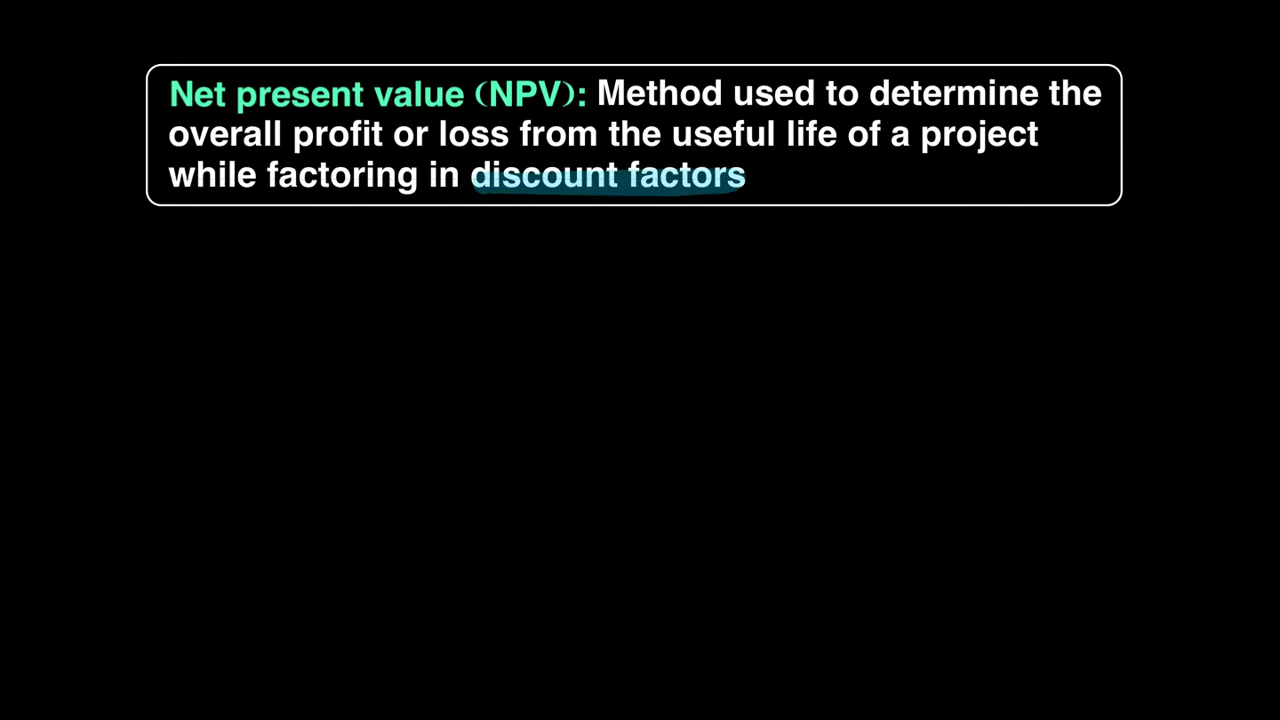 Net present value (NPV): Method used to determine the
overall profit or loss from the useful life of a project
while factoring in discount factors